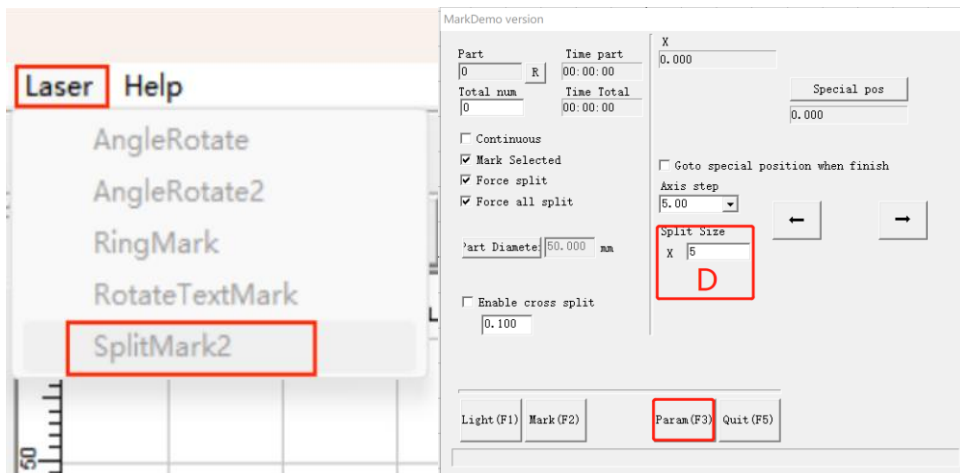 Laser Help
AngleRotate
AngleRotate2
RingMark
RotateTextMark
SplitMark2
50
MarkDemo version
Part Time part
0 R 00:00:00
Total num Time Total
0 00:00:00
Continuous
Mark Selected
Force split
Force all split
Part Diamete 50.000 mm
Enable cross split
0.100
X
0.000
Special pos
0.000
Goto special position when finish
Axis step
5.00
← →
Split Size
X 5
D
Light(F1) Mark(F2) Param(F3) Quit(F5)